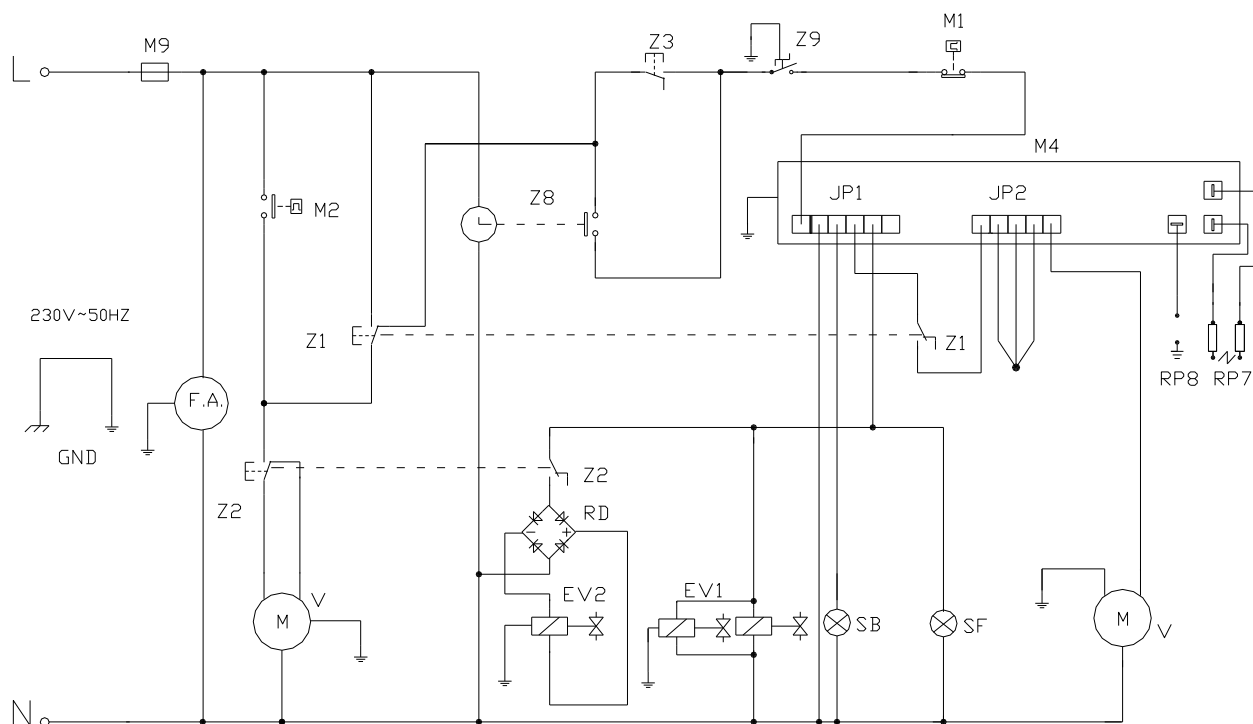 L
M9
Z3
Z9
M1
M4
JP1
JP2
Z8
M2
230V~50HZ
Z1
Z1
RP8
RP7
F.A.
GND
Z2
Z2
RD
- +
EV2
EV1
M
V
SB
SF
M
V
N